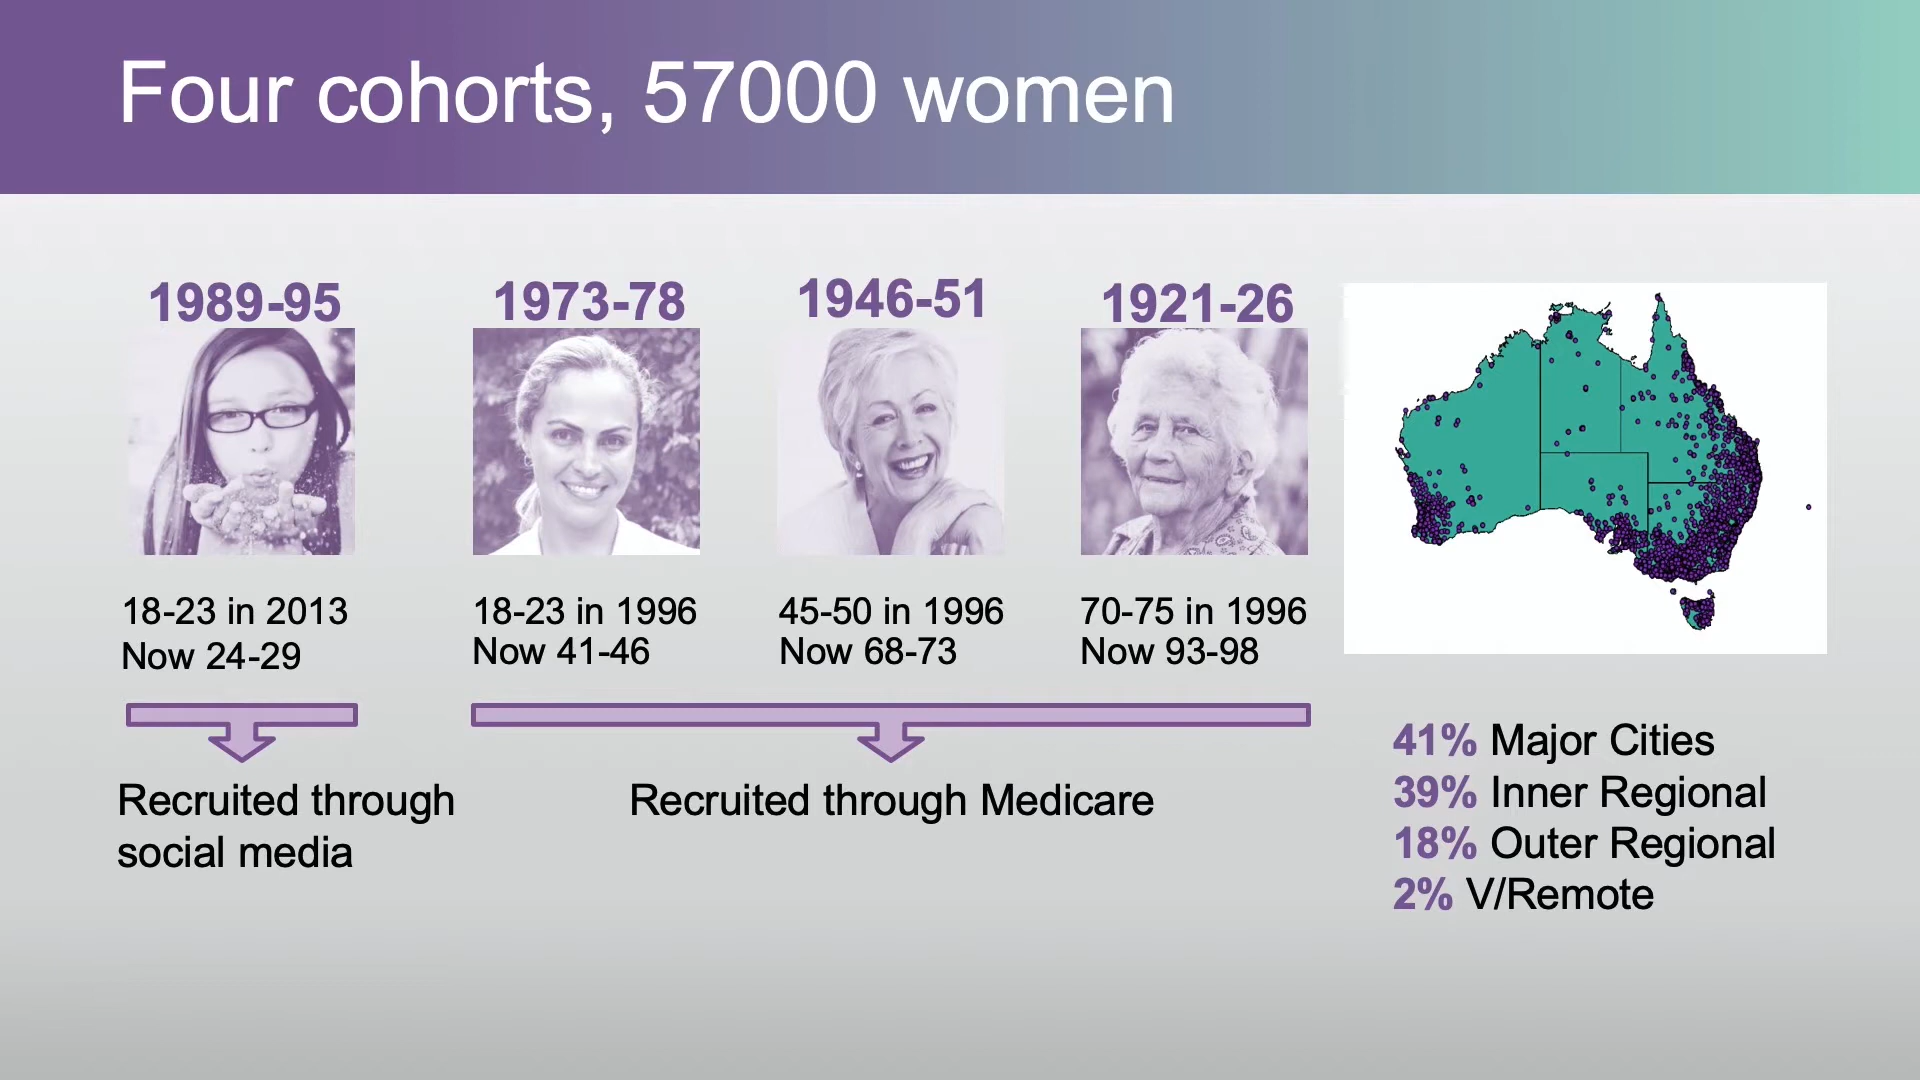 Four cohorts, 57000 women
1989-95
18-23 in 2013
Now 24-29
1973-78
18-23 in 1996
Now 41-46
1946-51
45-50 in 1996
Now 68-73
1921-26
70-75 in 1996
Now 93-98
Recruited through
social media
Recruited through Medicare
41% Major Cities
39% Inner Regional
18% Outer Regional
2% V/Remote